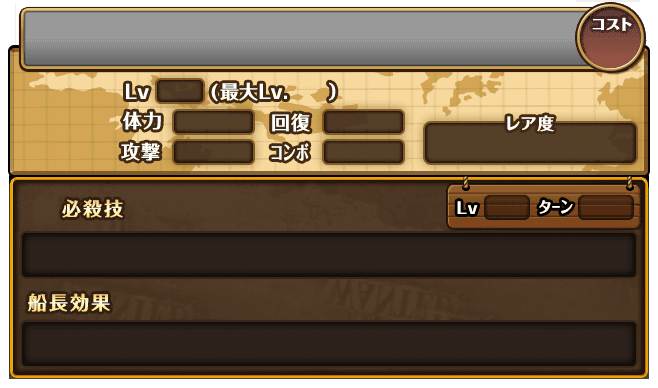 コスト
Lv (最大Lv. )
体力 回復
レア度
攻撃 コンボ
必殺技
Lv ターン
船長効果